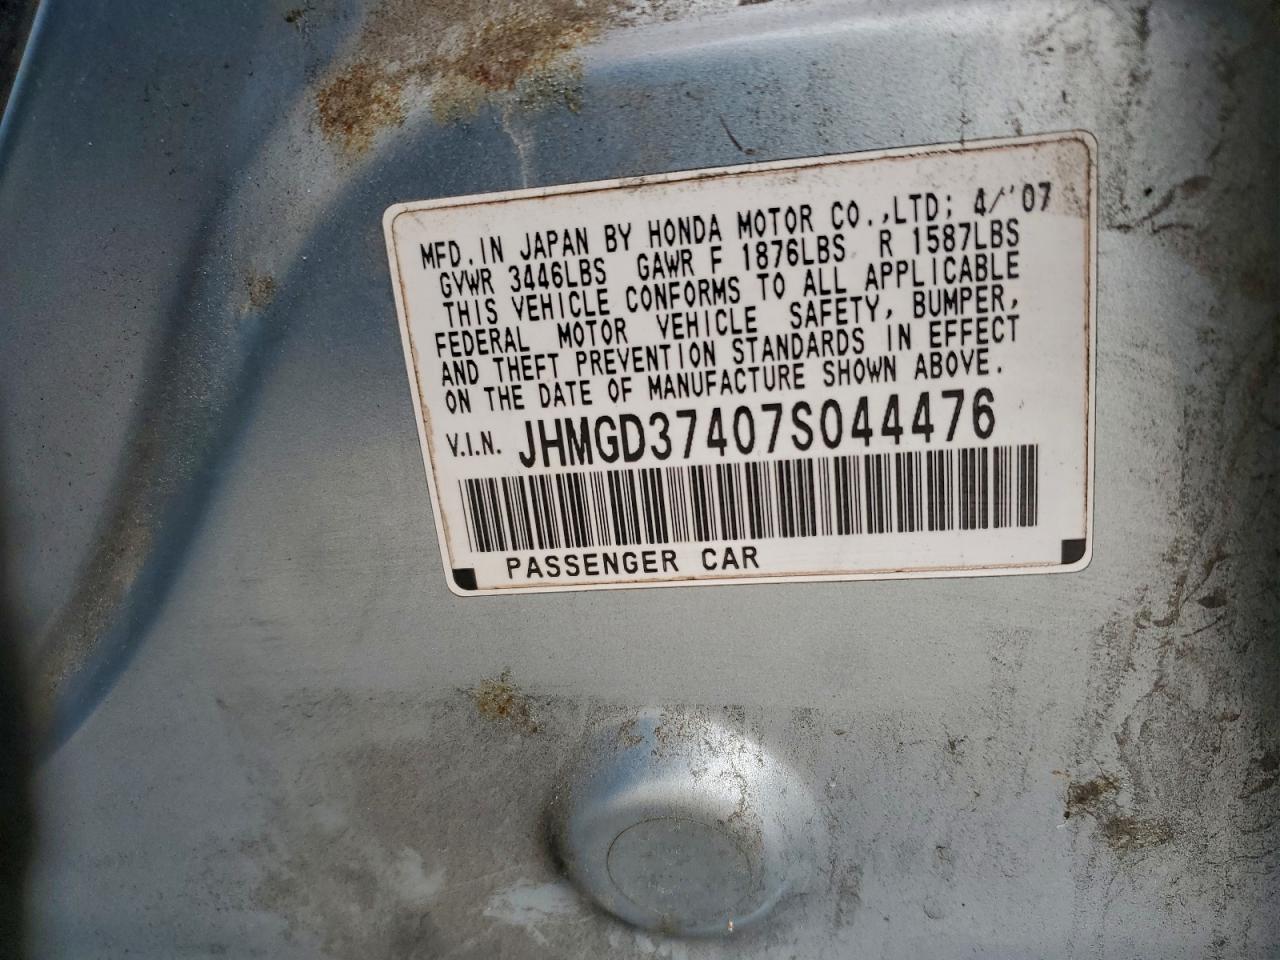 MFD. IN JAPAN BY HONDA MOTOR CO.,LTD; 4/'07
GVWR 3446LBS GAWR F 1876LBS R 1587LBS
THIS VEHICLE CONFORMS TO ALL APPLICABLE
FEDERAL MOTOR VEHICLE SAFETY, BUMPER,
AND THEFT PREVENTION STANDARDS IN EFFECT
ON THE DATE OF MANUFACTURE SHOWN ABOVE.
V.I.N. JHMGD37407S044476
PASSENGER CAR